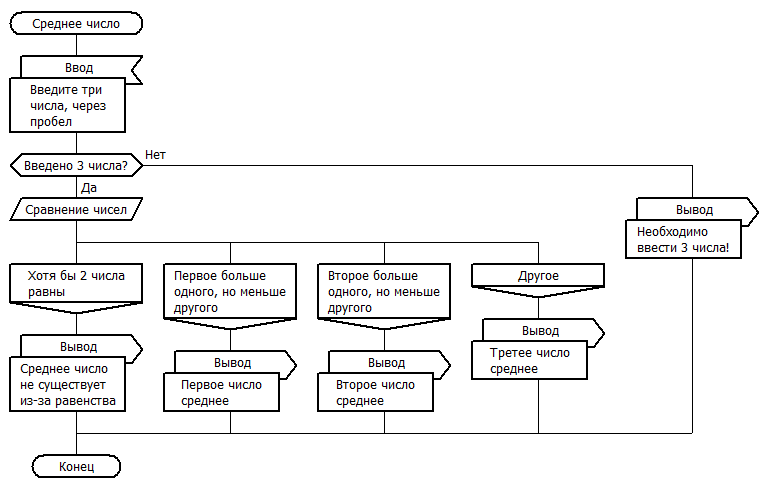 Среднее число
Ввод
Введите три
числа, через
пробел
Введено 3 числа?
Нет
Да
Сравнение чисел
Вывод
Необходимо
ввести 3 числа!
Хотя бы 2 числа
равны
Первое больше
одного, но меньше
другого
Второе больше
одного, но меньше
другого
Другое
Вывод
Среднее число
не существует
из-за равенства
Вывод
Первое число
среднее
Вывод
Второе число
среднее
Вывод
Третее число
среднее
Конец